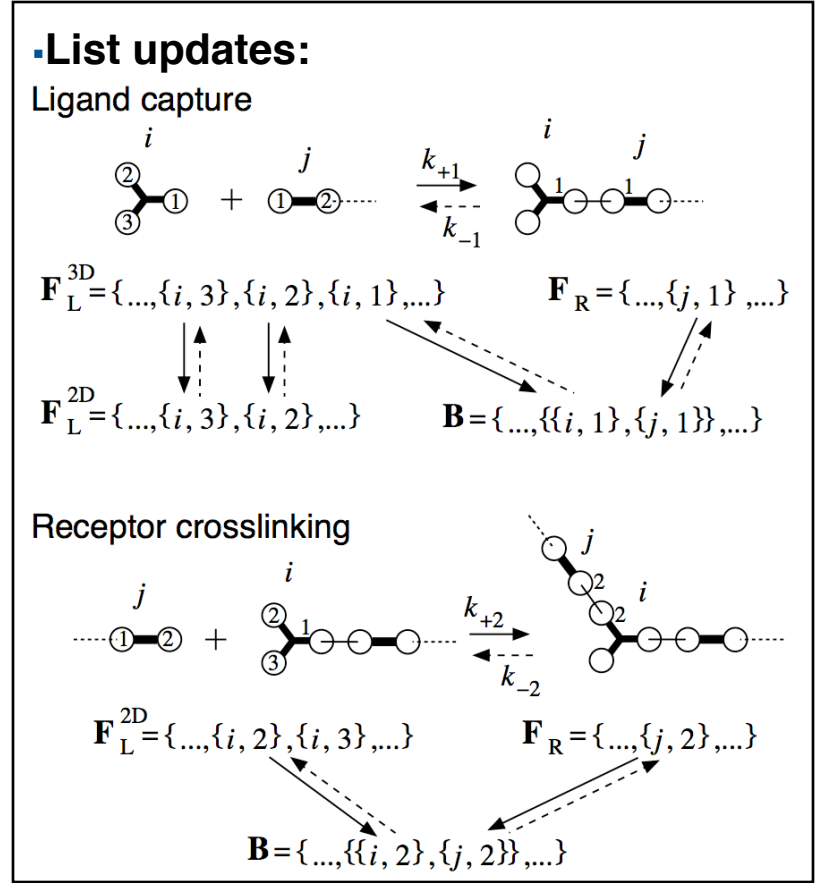 ▪List updates:
Ligand capture
i j i j
2 1 3 + 1 2 k+1 k−1 1 1
F L 3D ={...,{i, 3},{i, 2},{i, 1},...} F R ={...,{j, 1} ,...}
F L 2D ={...,{i, 3},{i, 2},...} B={...,{{i, 1},{j, 1}},...}
Receptor crosslinking
j i j i
1 2 + 2 1 3 k+2 k−2 2 2
F L 2D ={...,{i, 2},{i, 3},...} F R ={...,{j, 2},...}
B={...,{{i, 2},{j, 2}},...}